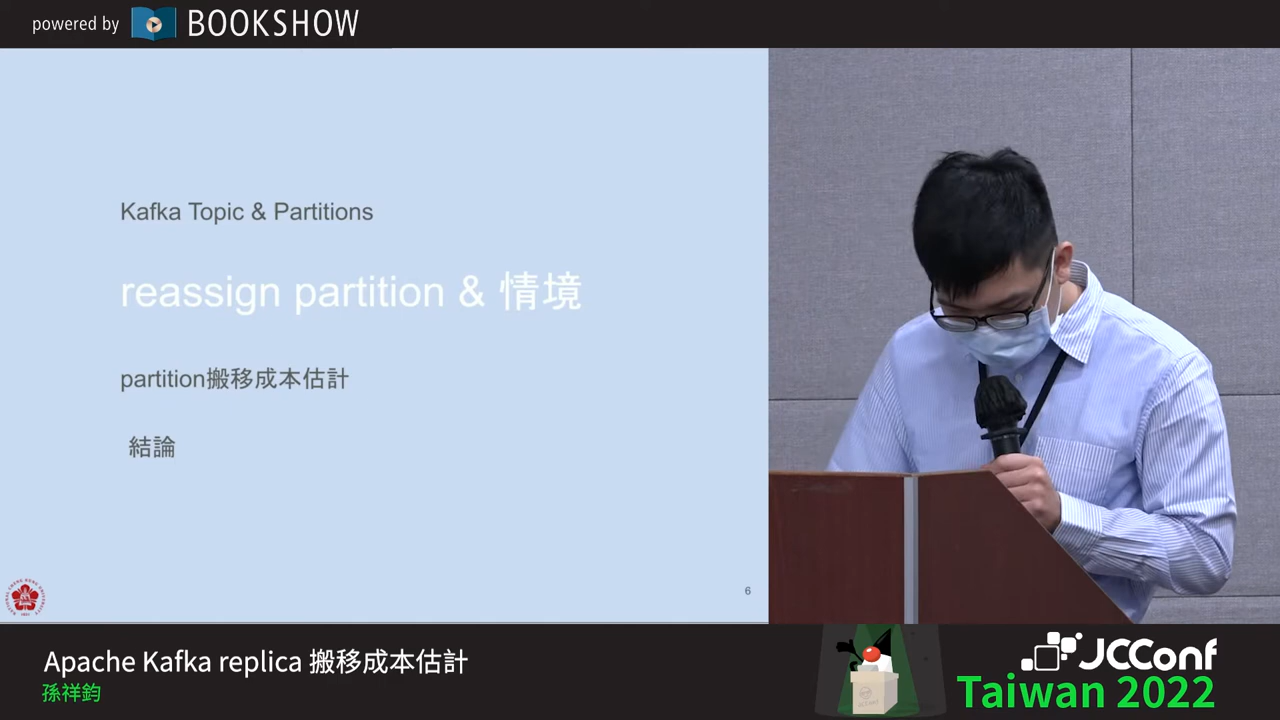 powered by BOOKSHOW
Kafka Topic & Partitions
reassign partition & 情境
partition搬移成本估計
結論
6
Apache Kafka replica 搬移成本估計
孫祥鈞
JCConf
Taiwan 2022